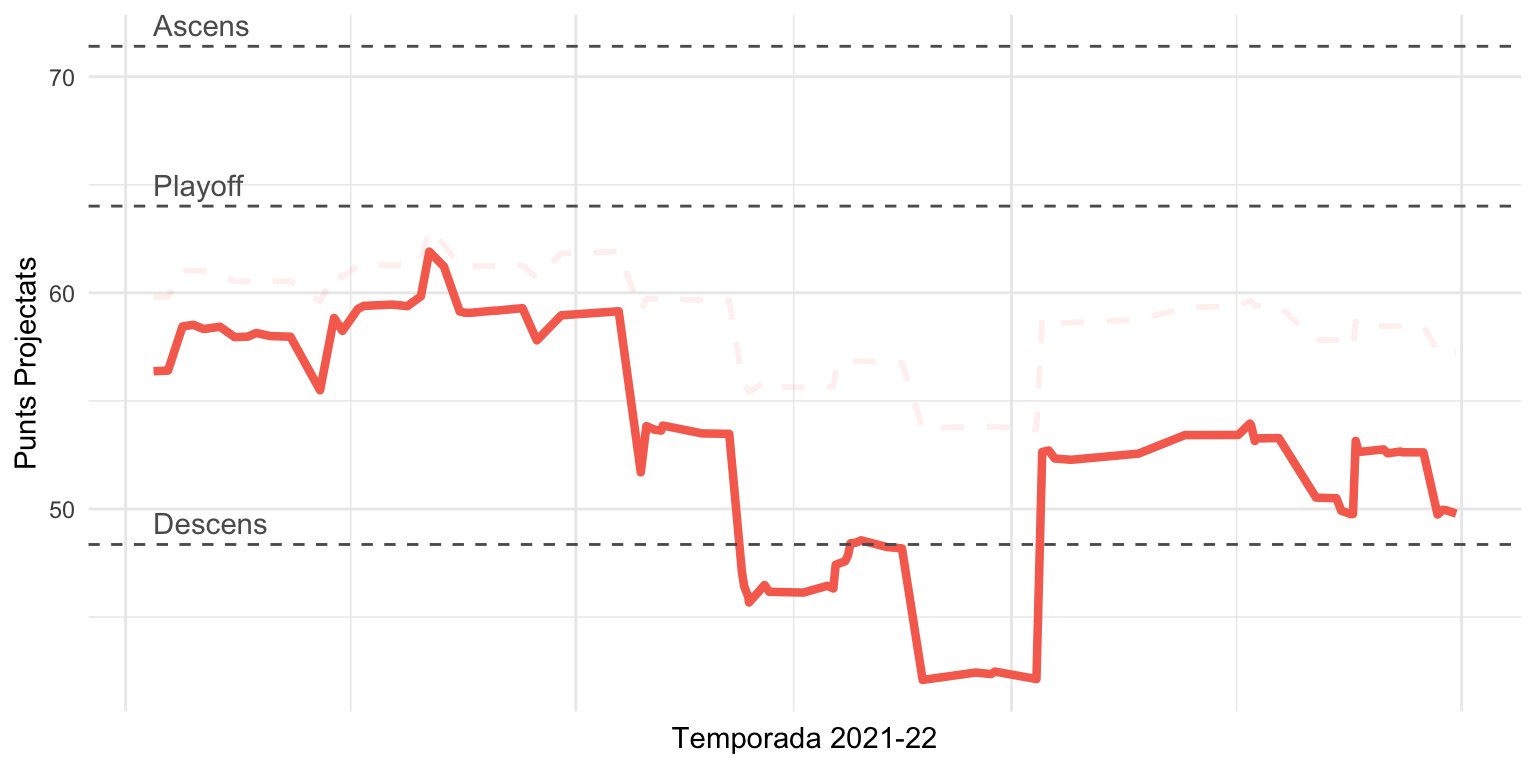 Ascens
70
Playoff
60
Punts Projectats
50
Descens
Temporada 2021-22